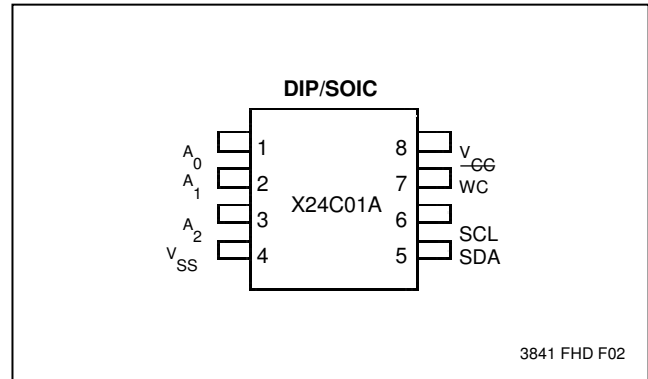 DIP/SOIC
A0 1 8 VCC
A1 2 7 WC
X24C01A
A2 3 6 SCL
VSS 4 5 SDA
3841 FHD F02